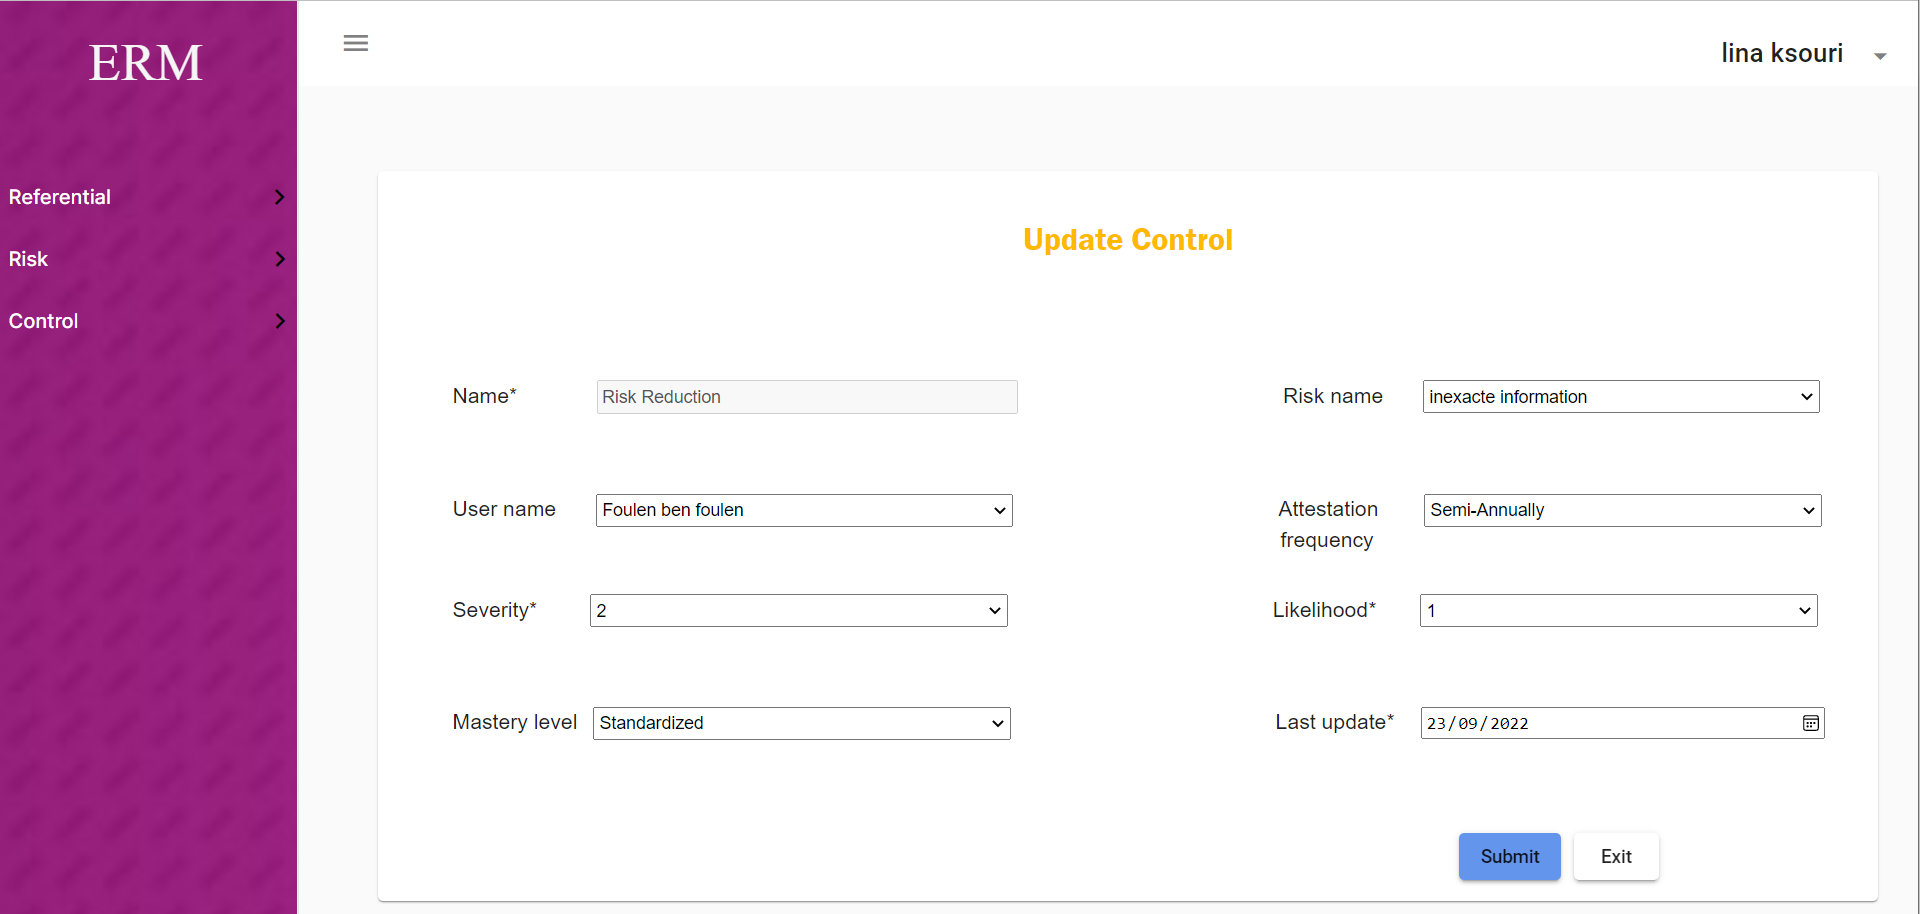 ERM
lina ksouri
Referential
Risk
Control
Update Control
Name* Risk Reduction
Risk name inexacte information
User name Foulen ben foulen
Attestation frequency Semi-Annually
Severity* 2
Likelihood* 1
Mastery level Standardized
Last update* 23/09/2022
Submit
Exit